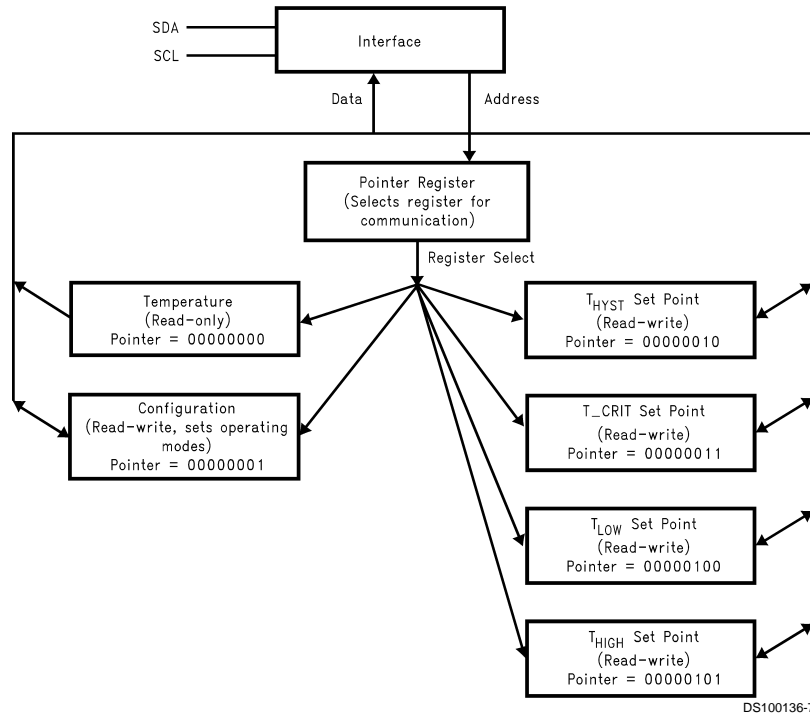 SDA
SCL
Interface
Data
Address
Pointer Register
(Selects register for
communication)
Register Select
Temperature
(Read-only)
Pointer = 00000000
Configuration
(Read-write, sets operating
modes)
Pointer = 00000001
THYST Set Point
(Read-write)
Pointer = 00000010
T_CRIT Set Point
(Read-write)
Pointer = 00000011
TLOW Set Point
(Read-write)
Pointer = 00000100
THIGH Set Point
(Read-write)
Pointer = 00000101